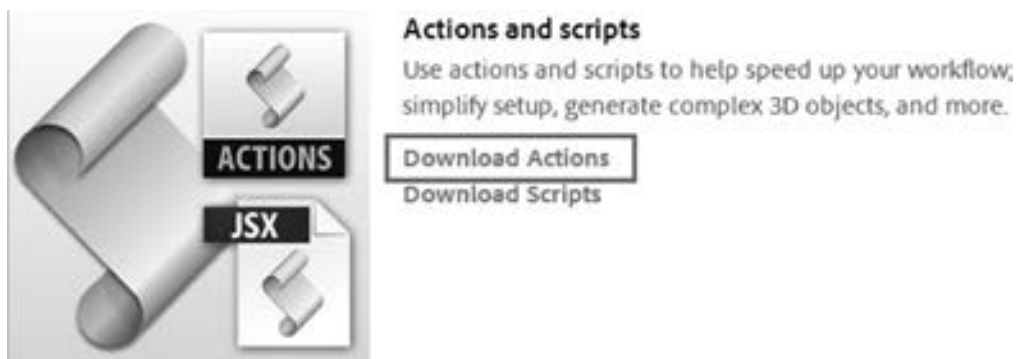 Actions and scripts
Use actions and scripts to help speed up your workflow;
simplify setup, generate complex 3D objects, and more.
ACTIONS
Download Actions
Download Scripts
JSX